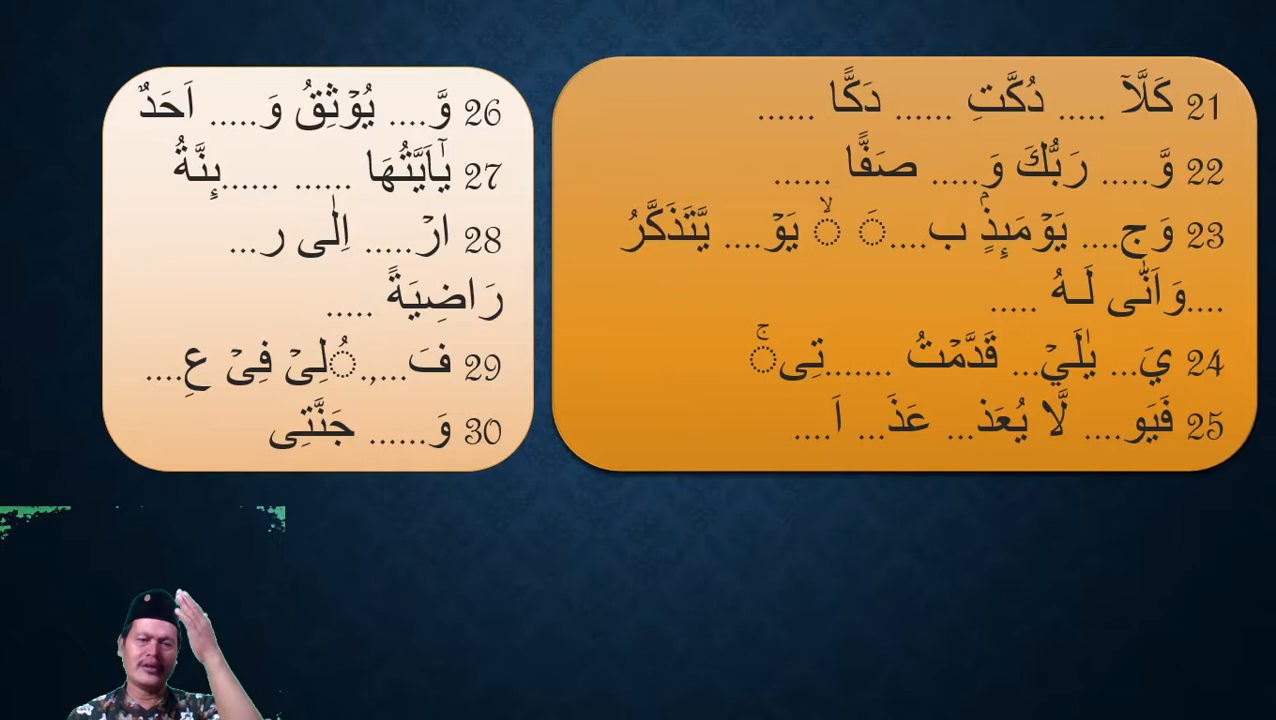 21 كَلَّآ ..... دُكَّتِ ...... دَكًّا ......
22 وَّ..... رَبُّكَ وَ..... صَفًّا ......
23 وَج.... يَوْمَىِٕذٍۢ ب....َ ۙ يَوْ.... يَّتَذَكَّرُ
....وَاَنّٰى لَـهُ .....
24 يَ... يٰلَيْ... قَدَّمْتُ .......تِىۚ
25 فَيَو.... لَّا يُعَذ... عَذَ... اَ....
26 وَّ.... يُوْثِقُ وَ..... اَحَدٌ
27 يٰٓاَيَّتُهَا ...... ......ىِٕنَّةُ
28 ارْ..... اِلٰى ر...
رَاضِيَةً .....
29 فَ...,.ُلِىْ فِىْ عِ....
30 وَ...... جَنَّتِى